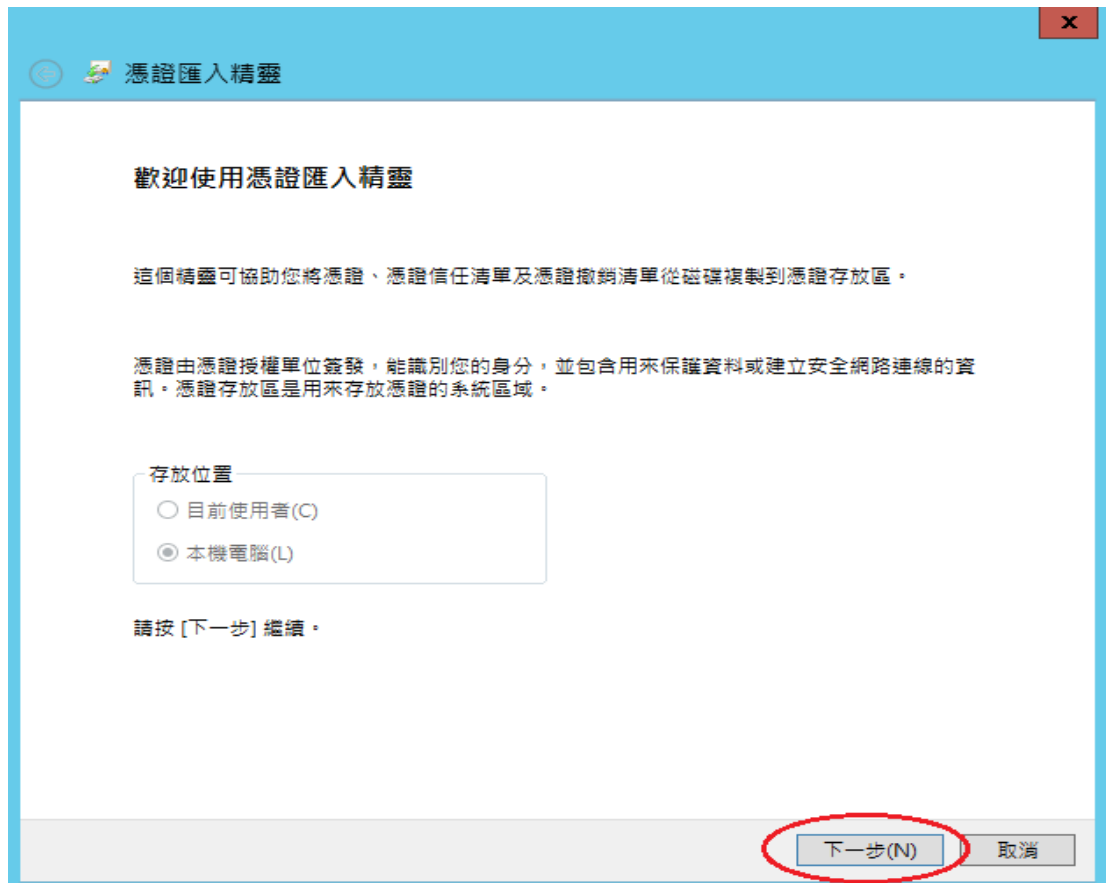 x
憑證匯入精靈
歡迎使用憑證匯入精靈
這個精靈可協助您將憑證、憑證信任清單及憑證撤銷清單從磁碟複製到憑證存放區。
憑證由憑證授權單位簽發，能識別您的身分，並包含用來保護資料或建立安全網路連線的資
訊。憑證存放區是用來存放憑證的系統區域。
存放位置
目前使用者(C)
本機電腦(L)
請按 [下一步] 繼續。
下一步(N) 取消